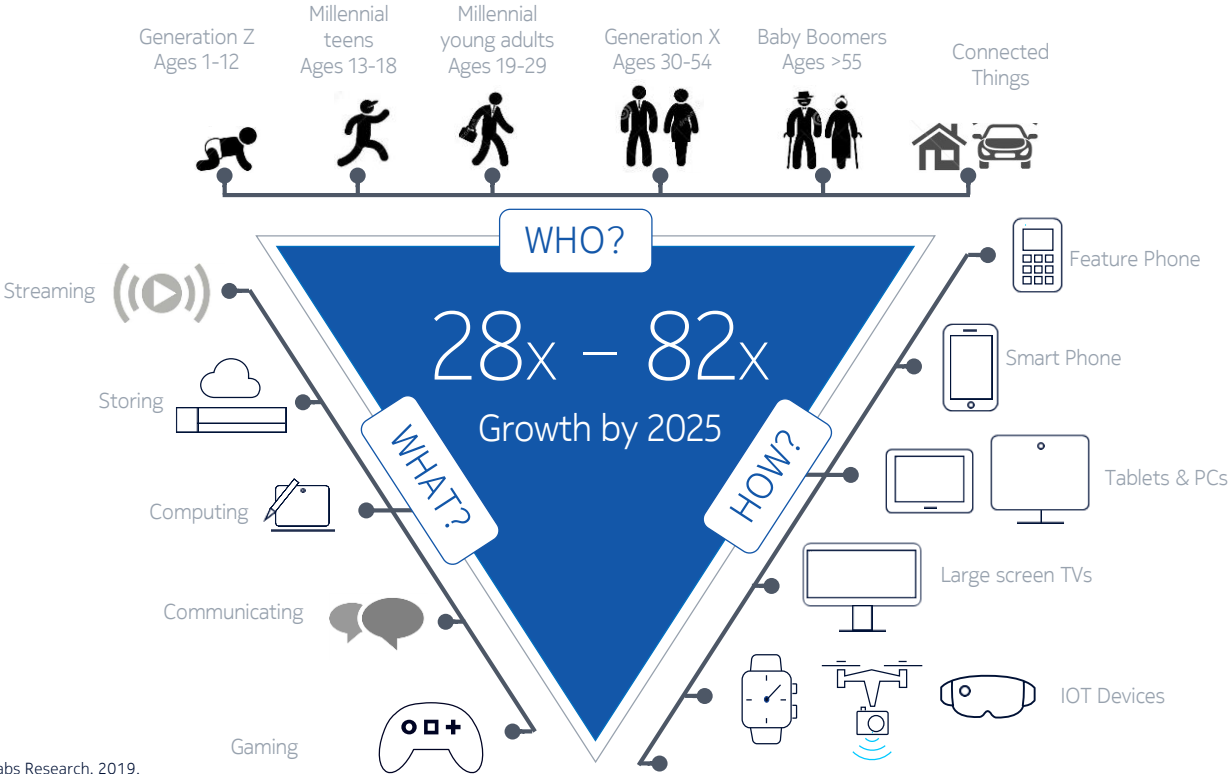 Generation Z
Ages 1-12
Millennial
teens
Ages 13-18
Millennial
young adults
Ages 19-29
Generation X
Ages 30-54
Baby Boomers
Ages >55
Connected
Things
WHO?
28x – 82x
Growth by 2025
WHAT?
HOW?
Streaming
Storing
Computing
Communicating
Gaming
Feature Phone
Smart Phone
Tablets & PCs
Large screen TVs
IOT Devices
abs Research. 2019.